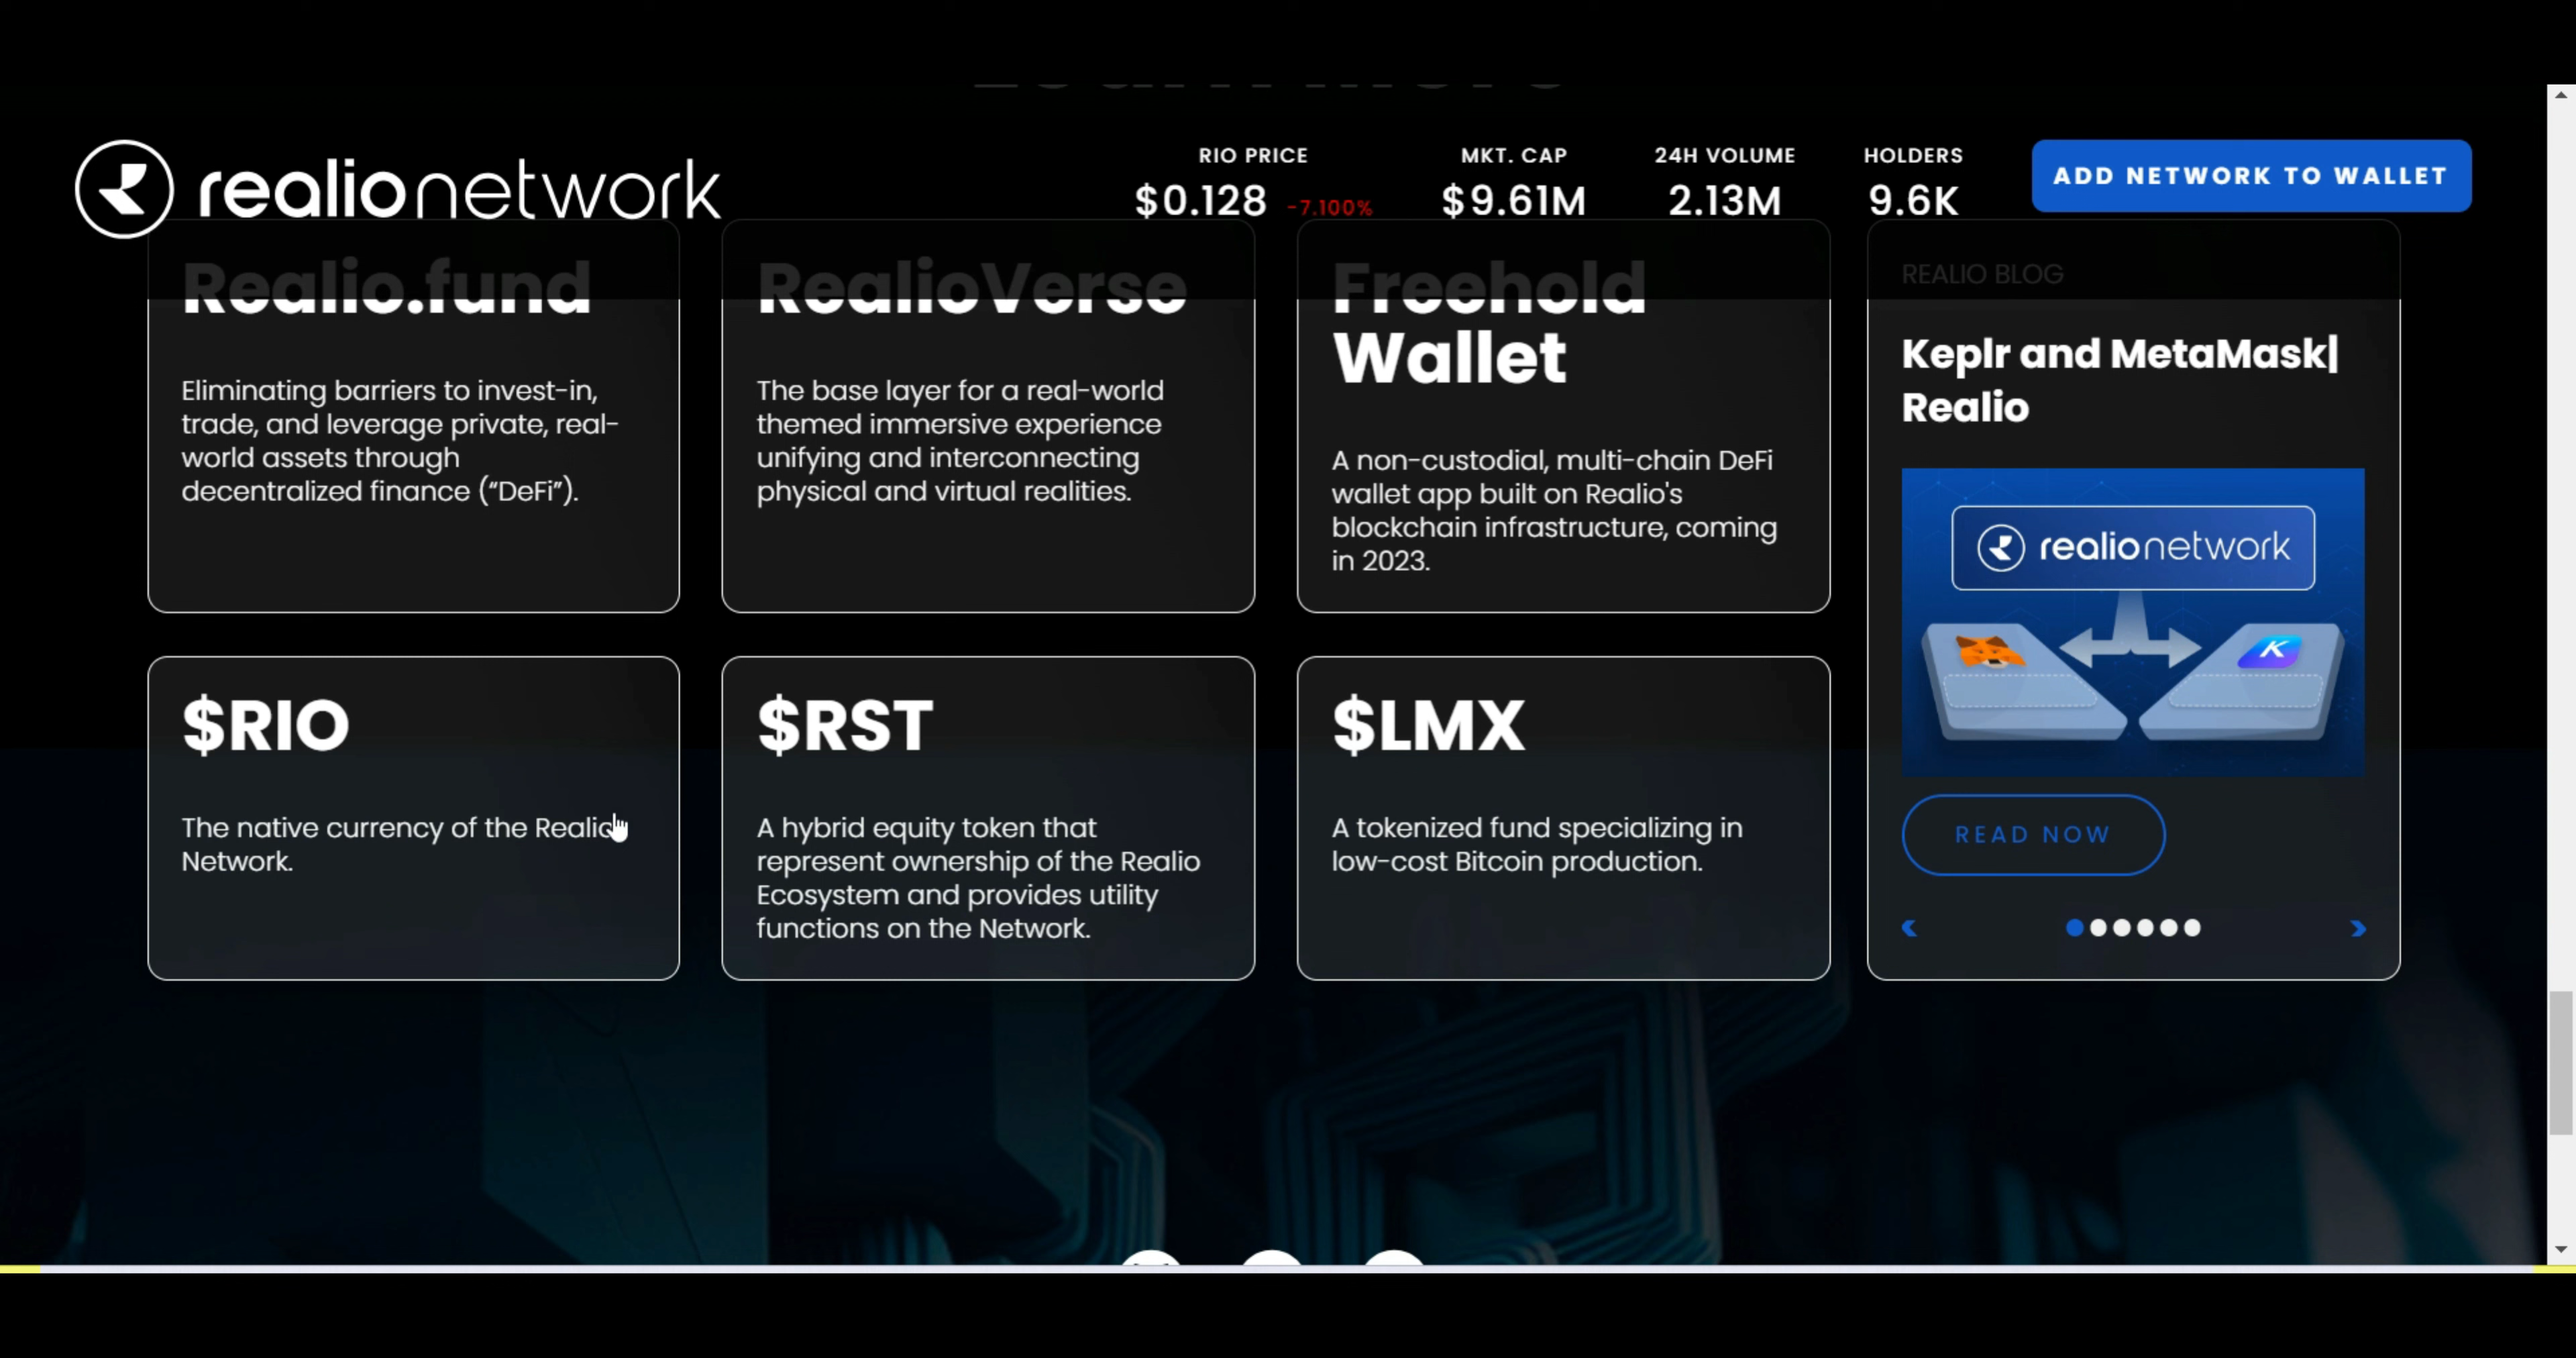 realionetwork
RIO PRICE
$0.128 -7.100%
MKT. CAP
$9.61M
24H VOLUME
2.13M
HOLDERS
9.6K
ADD NETWORK TO WALLET
Realio.fund
Eliminating barriers to invest-in,
trade, and leverage private, real-
world assets through
decentralized finance (“DeFi”).
RealioVerse
The base layer for a real-world
themed immersive experience
unifying and interconnecting
physical and virtual realities.
Freehold
Wallet
A non-custodial, multi-chain DeFi
wallet app built on Realio's
blockchain infrastructure, coming
in 2023.
REALIO BLOG
Keplr and MetaMask|
Realio
realionetwork
K
READ NOW
$RIO
The native currency of the Realio
Network.
$RST
A hybrid equity token that
represent ownership of the Realio
Ecosystem and provides utility
functions on the Network.
$LMX
A tokenized fund specializing in
low-cost Bitcoin production.